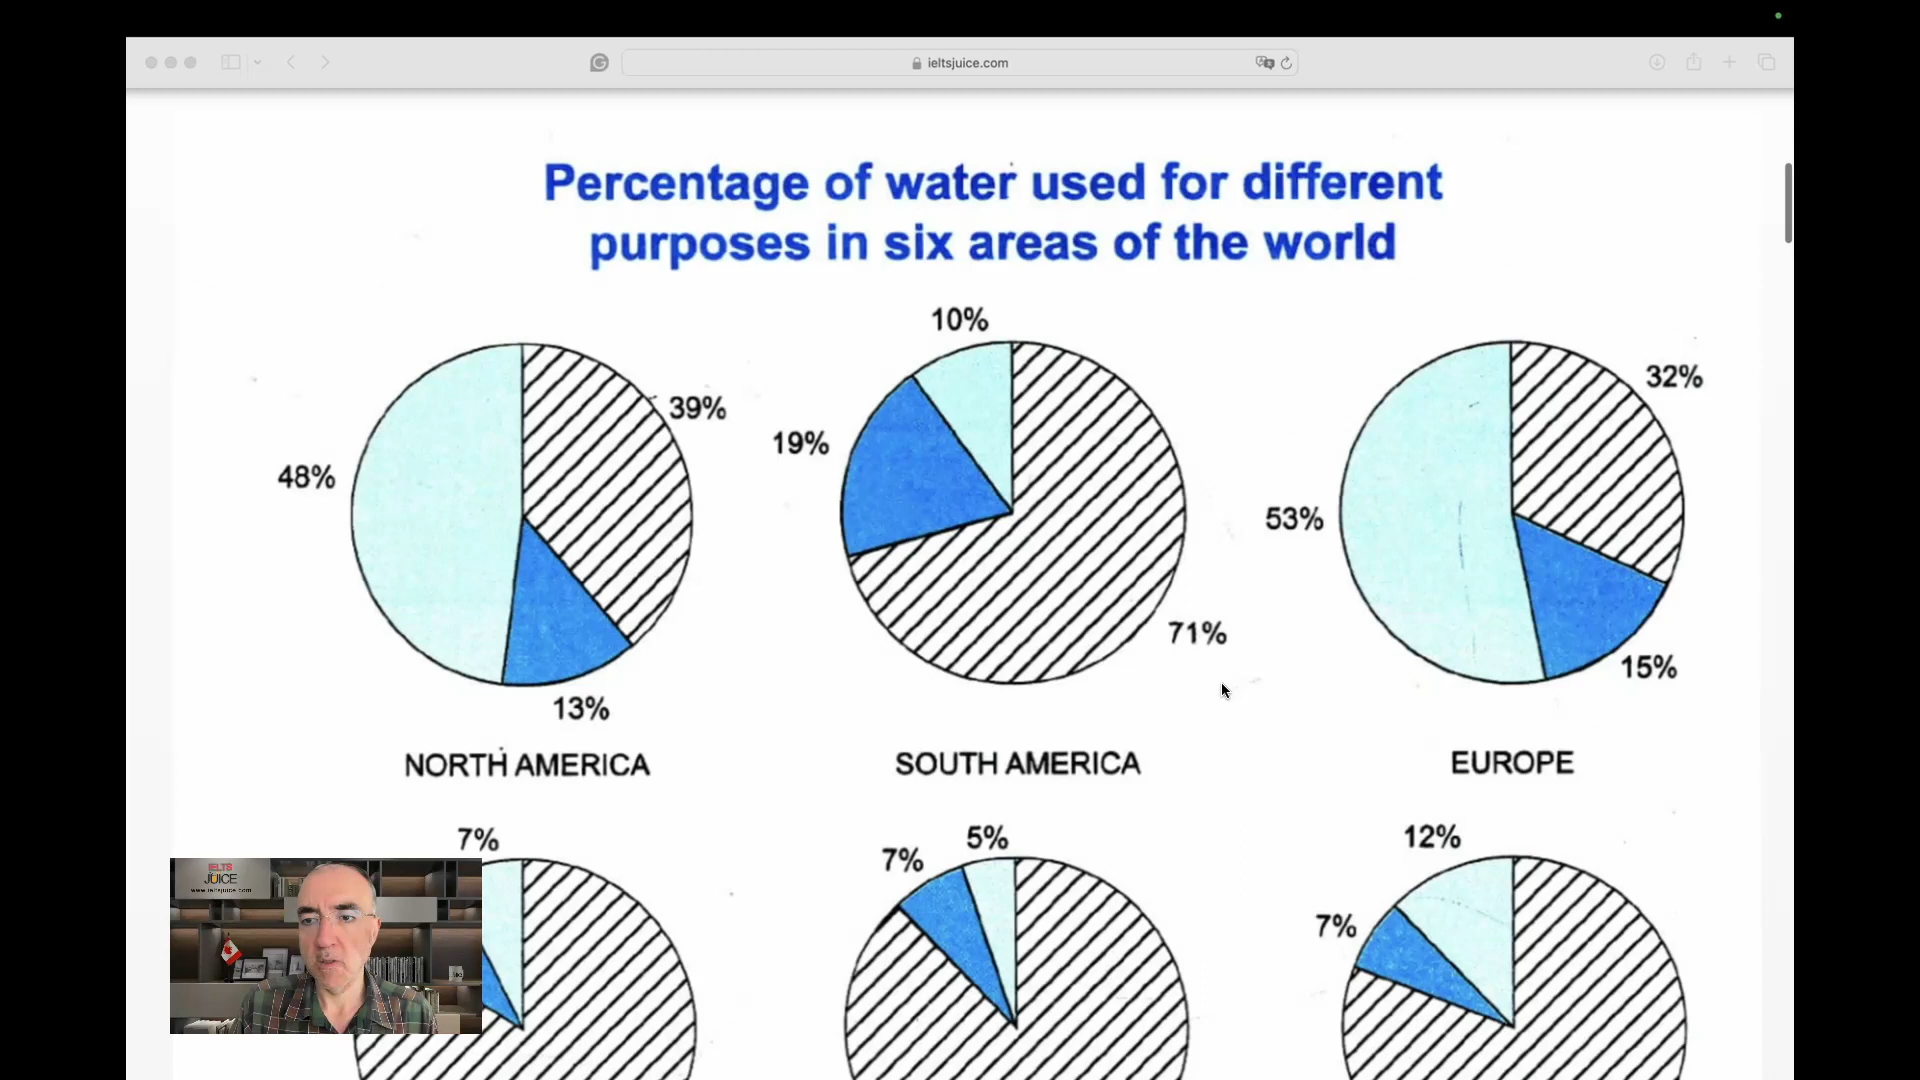 ieltsjuice.com
Percentage of water used for different
purposes in six areas of the world
10%
39%
19%
32%
48%
53%
71%
15%
13%
NORTH AMERICA
SOUTH AMERICA
EUROPE
7%
5%
12%
7%
7%
IELTS
JUICE
www.ieltsjuice.com